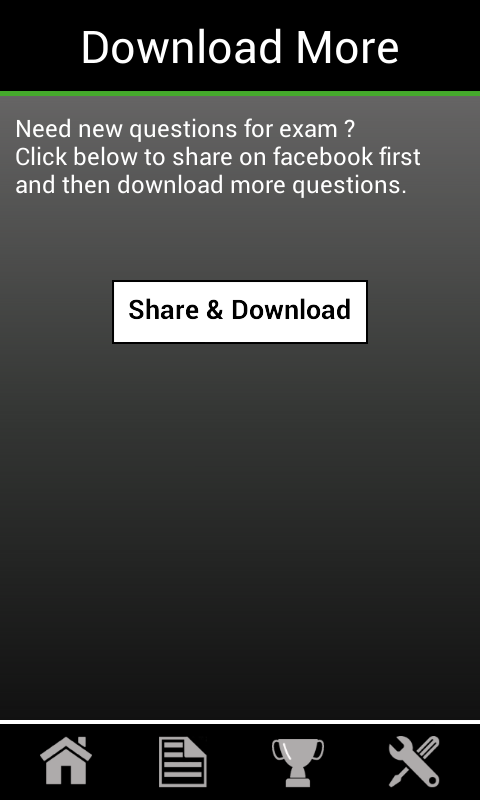 Download More
Need new questions for exam ?
Click below to share on facebook first
and then download more questions.
Share & Download